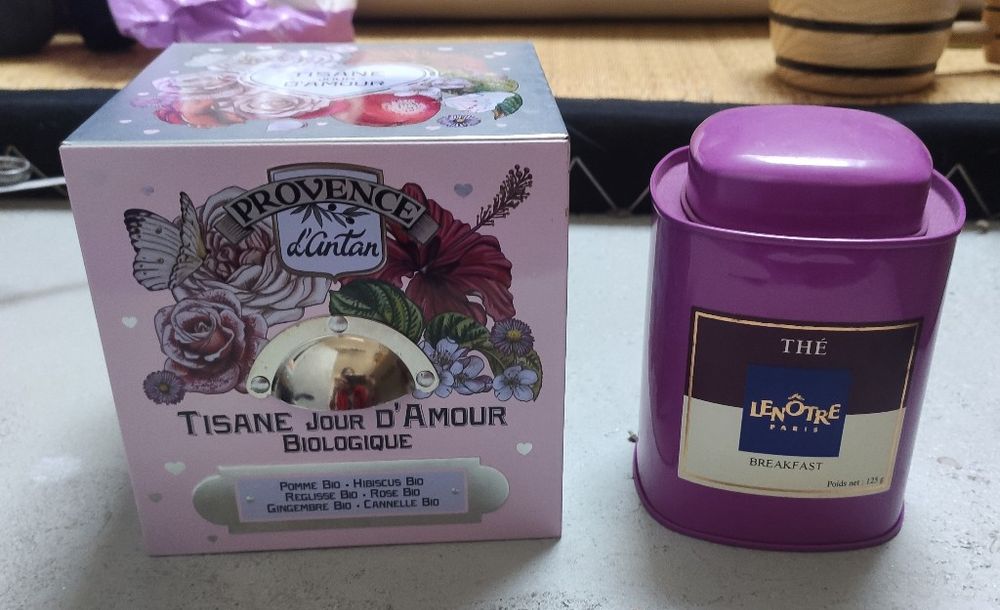 TISANE
JOUR
D'AMOUR
PROVENCE
d'antan
TISANE JOUR D'AMOUR
BIOLOGIQUE
POMME BIO • HIBISCUS BIO
REGLISSE BIO • ROSE BIO
GINGEMBRE BIO • CANNELLE BIO
THÉ
LENÔTRE
PARIS
BREAKFAST
Poids net : 125 g